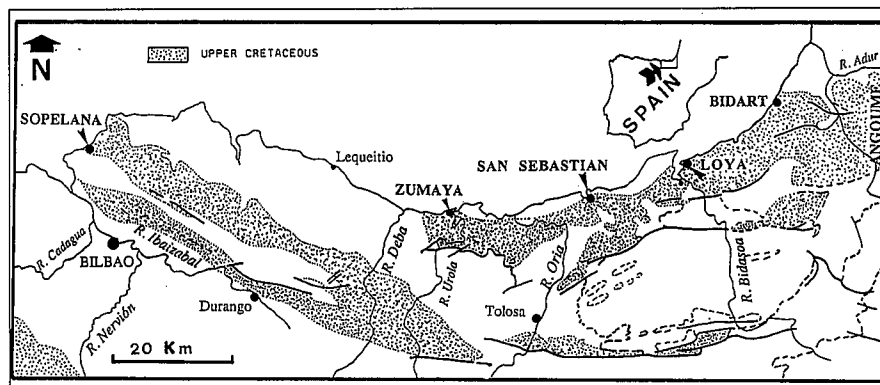 N
UPPER CRETACEOUS
SPAIN
R. Adur
BIDART
ANGOUME
SOPELANA
Lequeitio
ZUMAYA
SAN SEBASTIAN
LOYA
R. Cadagua
BILBAO
R. Ibaizabal
R. Deba
R. Urola
R. Oria
R. Bidasoa
Durango
Tolosa
R. Nervión
20 Km